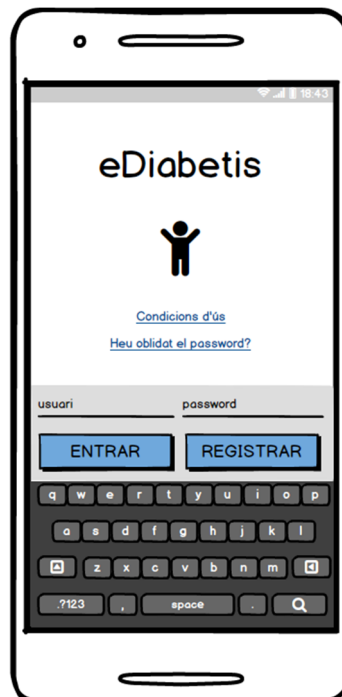 18:43
eDiabetis
Condicions d'ús
Heu oblidat el password?
usuari password
ENTRAR REGISTRAR
q w e r t y u i o p
a s d f g h j k l
z x c v b n m
.?123 , space .